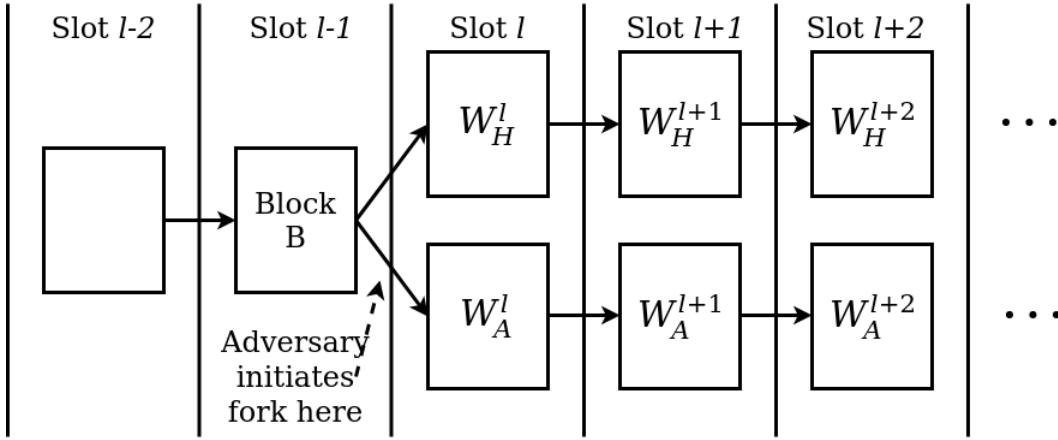 Slot l-2
Slot l-1
Slot l
Slot l+1
Slot l+2
W_H^l
W_H^{l+1}
W_H^{l+2}
. . .
Block
B
W_A^l
W_A^{l+1}
W_A^{l+2}
. . .
Adversary
initiates
fork here